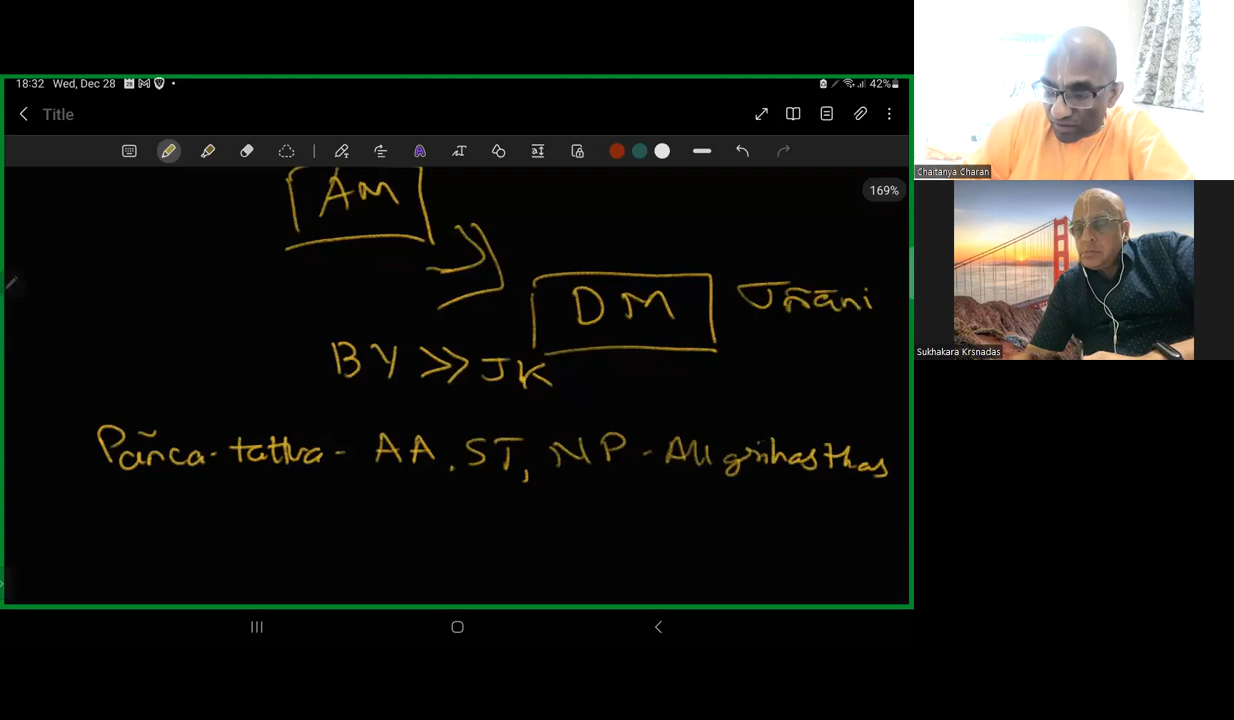 18:32 Wed, Dec 28 42%
Title
169%
AM
DM Jñāni
BY >> JK
Pañca-tattva - AA, ST, NP - All grihasthas
Chaitanya Charan
Sukhakara Krsnadas